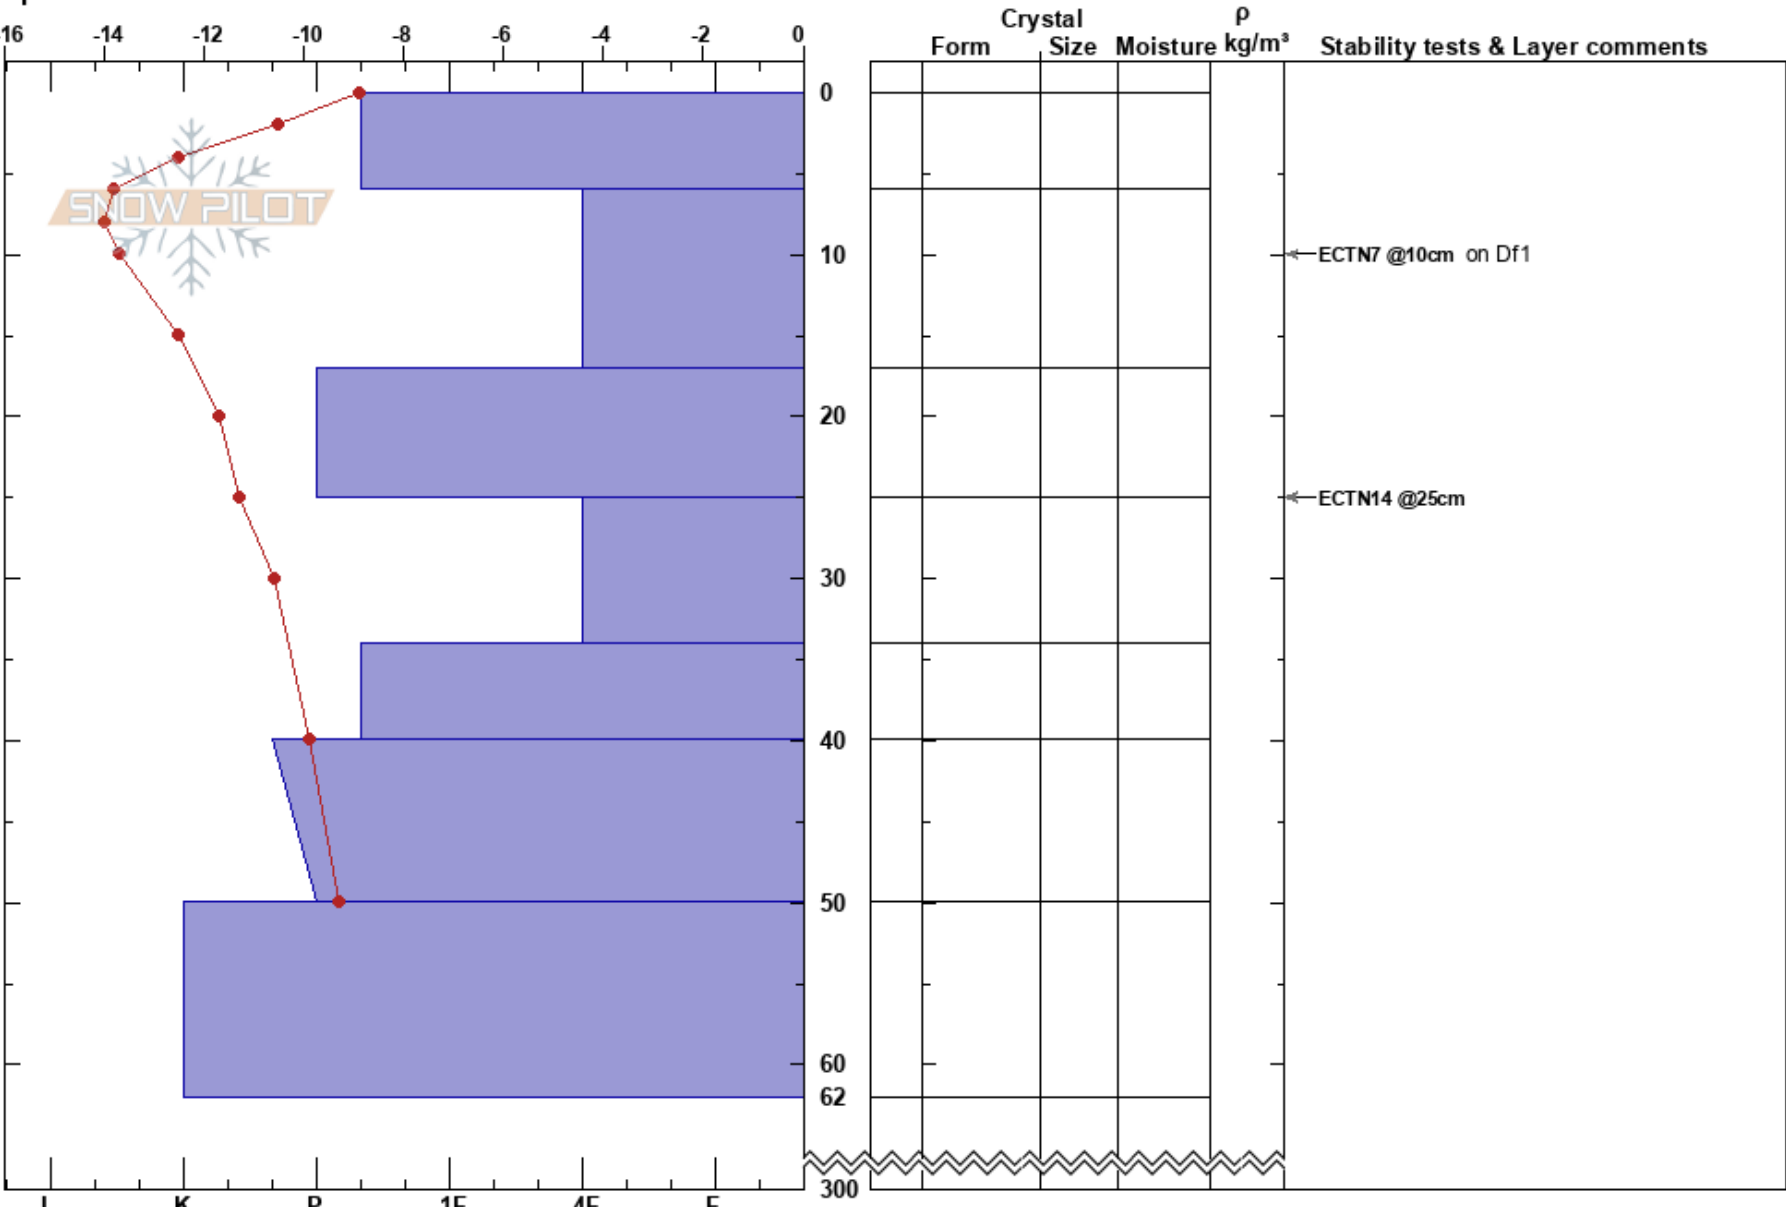 Crystal ρ
-16 -14 -12 -10 -8 -6 -4 -2 0
Form Size Moisture kg/m³ Stability tests & Layer comments
0
SNOW PILOT
10 ECTN7 @10cm on Df1
20
ECTN14 @25cm
30
40
50
60
62
300
I K P 1F 4F F